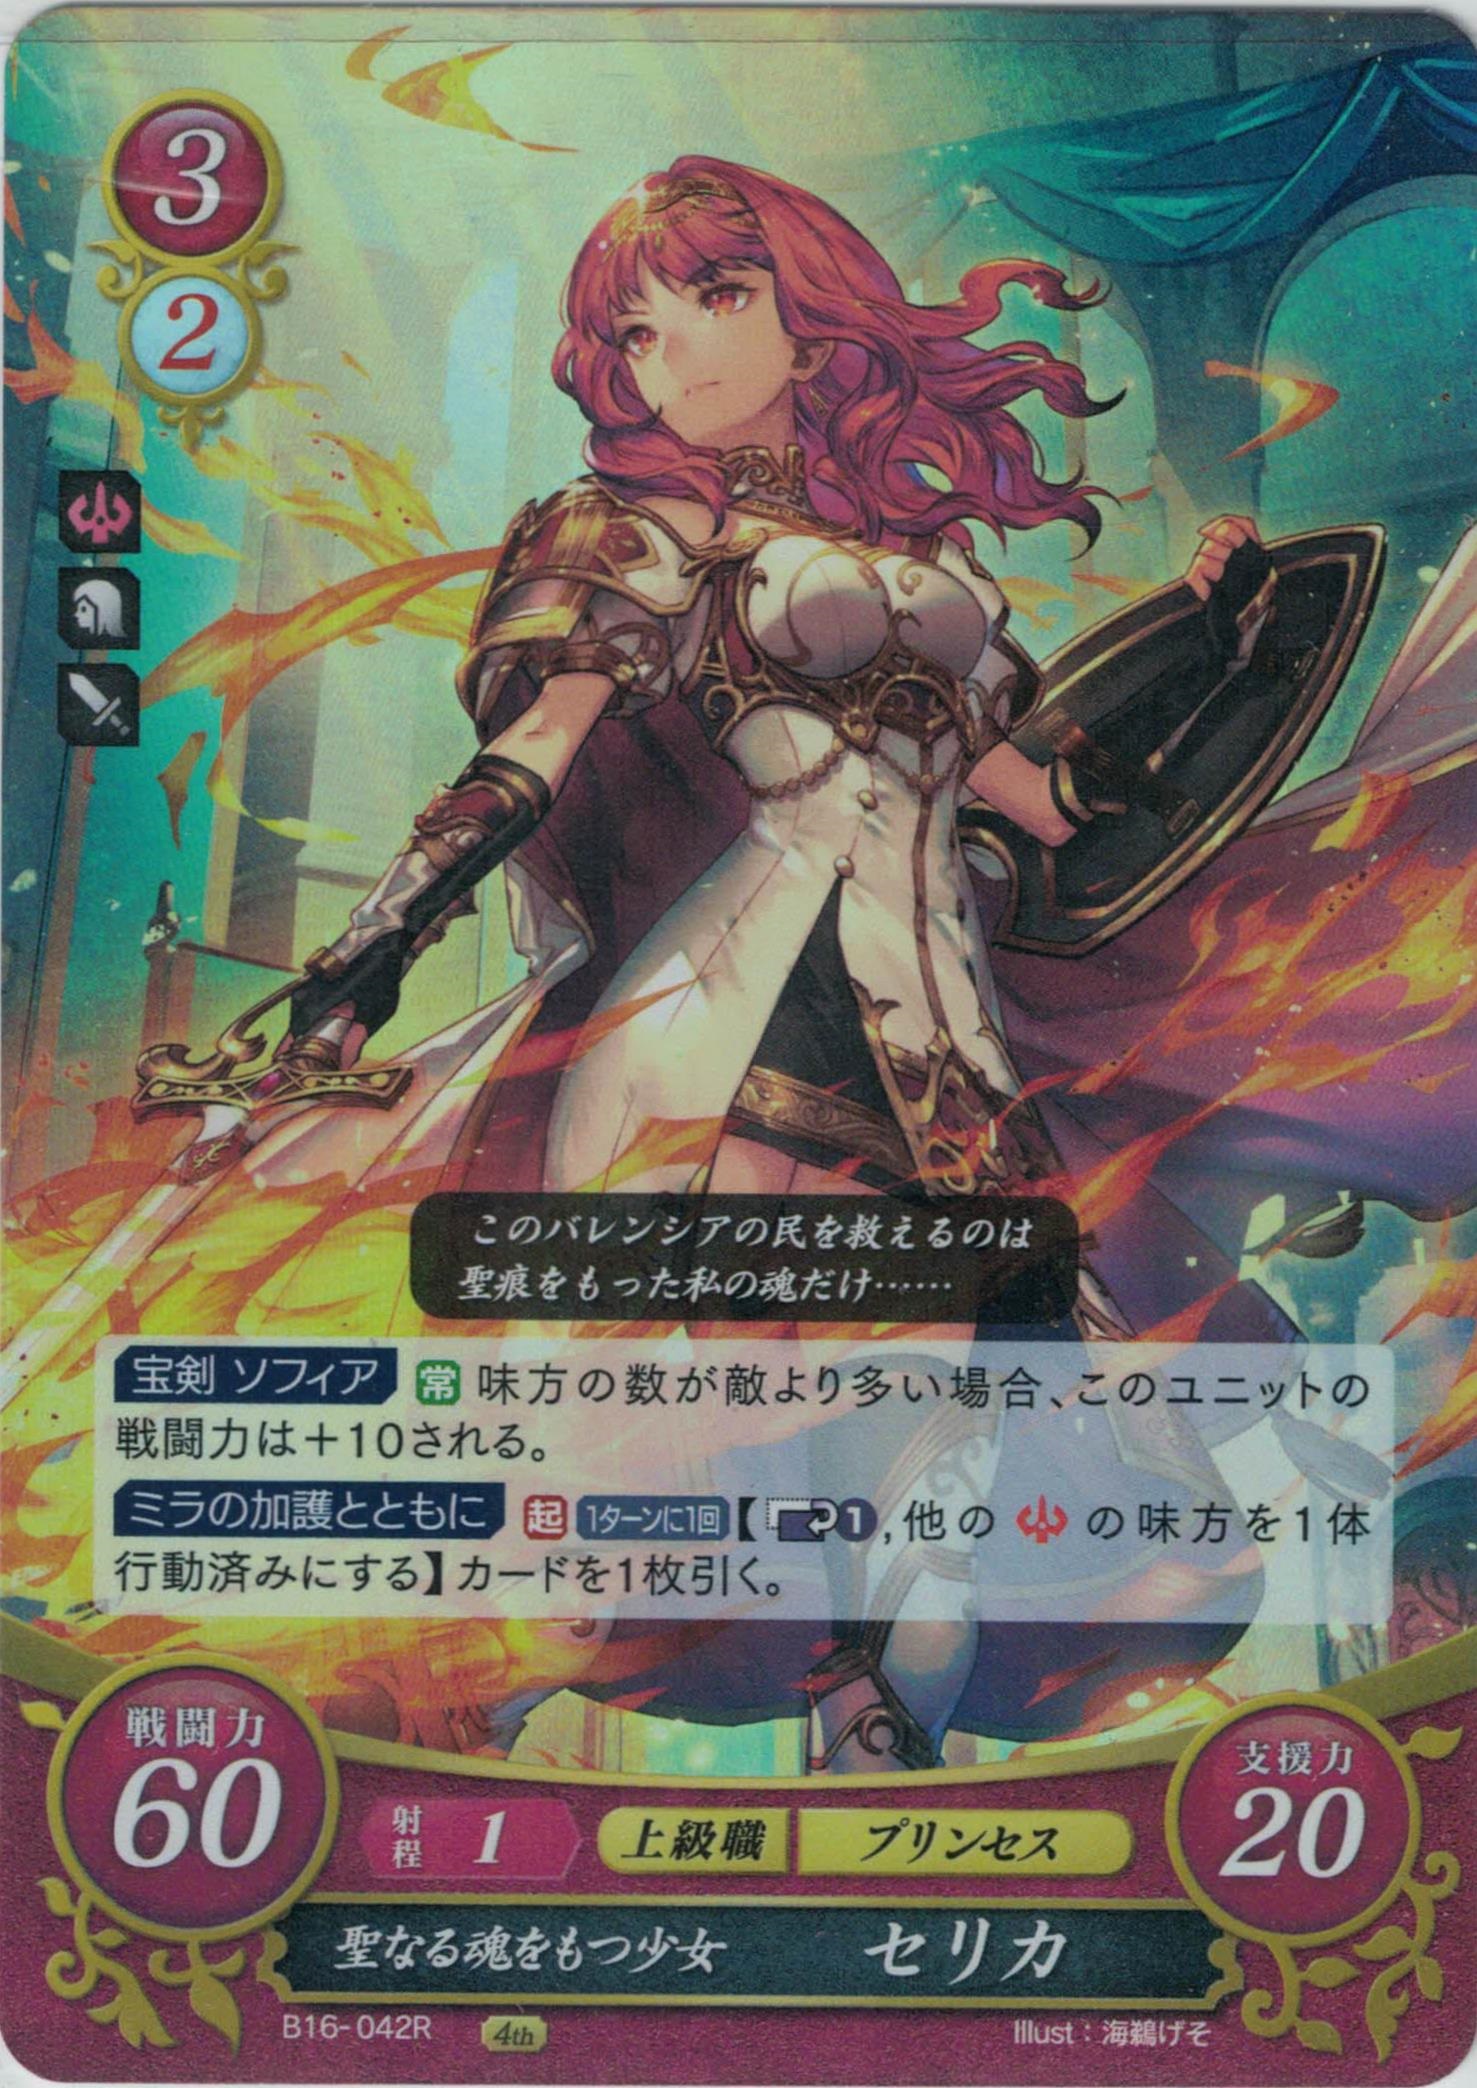 3
2
このバレンシアの民を救えるのは
聖痕をもった私の魂だけ……
宝剣 ソフィア 常 味方の数が敵より多い場合、このユニットの
戦闘力は＋10される。
ミラの加護とともに 起 1ターンに1回【1,他の の味方を1体
行動済みにする】カードを1枚引く。
戦闘力
60
射程 1
上級職 プリンセス
支援力
20
聖なる魂をもつ少女 セリカ
B16-042R 4th Illust：海鵜げそ